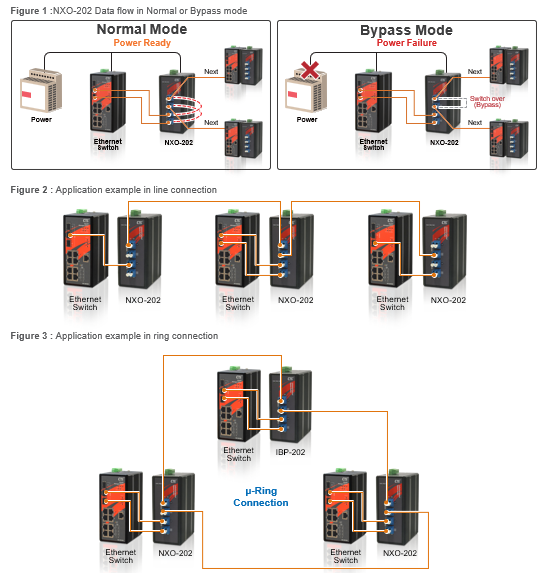 Figure 1 :NXO-202 Data flow in Normal or Bypass mode
Normal Mode
Power Ready
Next
Next
Power
Ethernet
Switch
NXO-202
Bypass Mode
Power Failure
Next
Switch over
(Bypass)
Next
Power
Ethernet
Switch
NXO-202
Figure 2 : Application example in line connection
Ethernet
Switch
NXO-202
Ethernet
Switch
NXO-202
Ethernet
Switch
NXO-202
Figure 3 : Application example in ring connection
Ethernet
Switch
IBP-202
µ-Ring
Connection
Ethernet
Switch
NXO-202
Ethernet
Switch
NXO-202